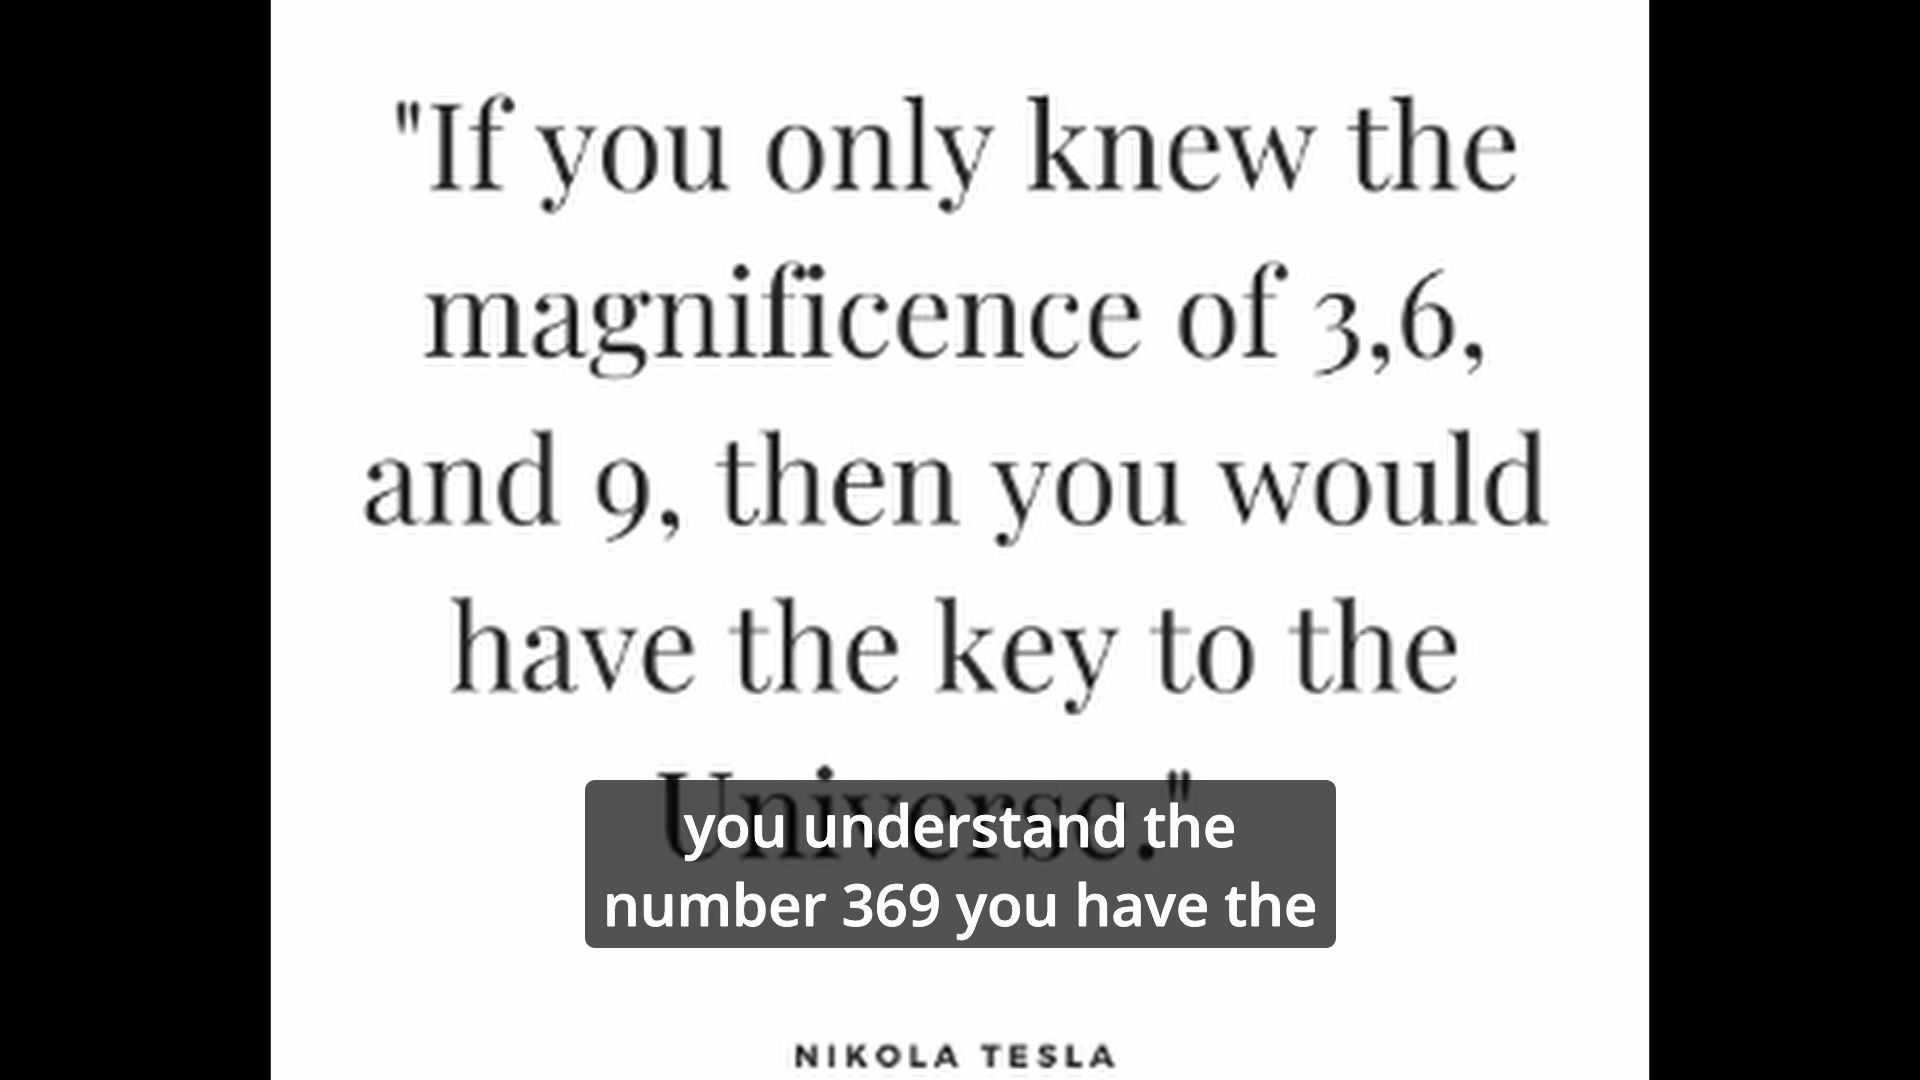 "If you only knew the
magnificence of 3,6,
and 9, then you would
have the key to the
Universe."
you understand the
number 369 you have the
NIKOLA TESLA